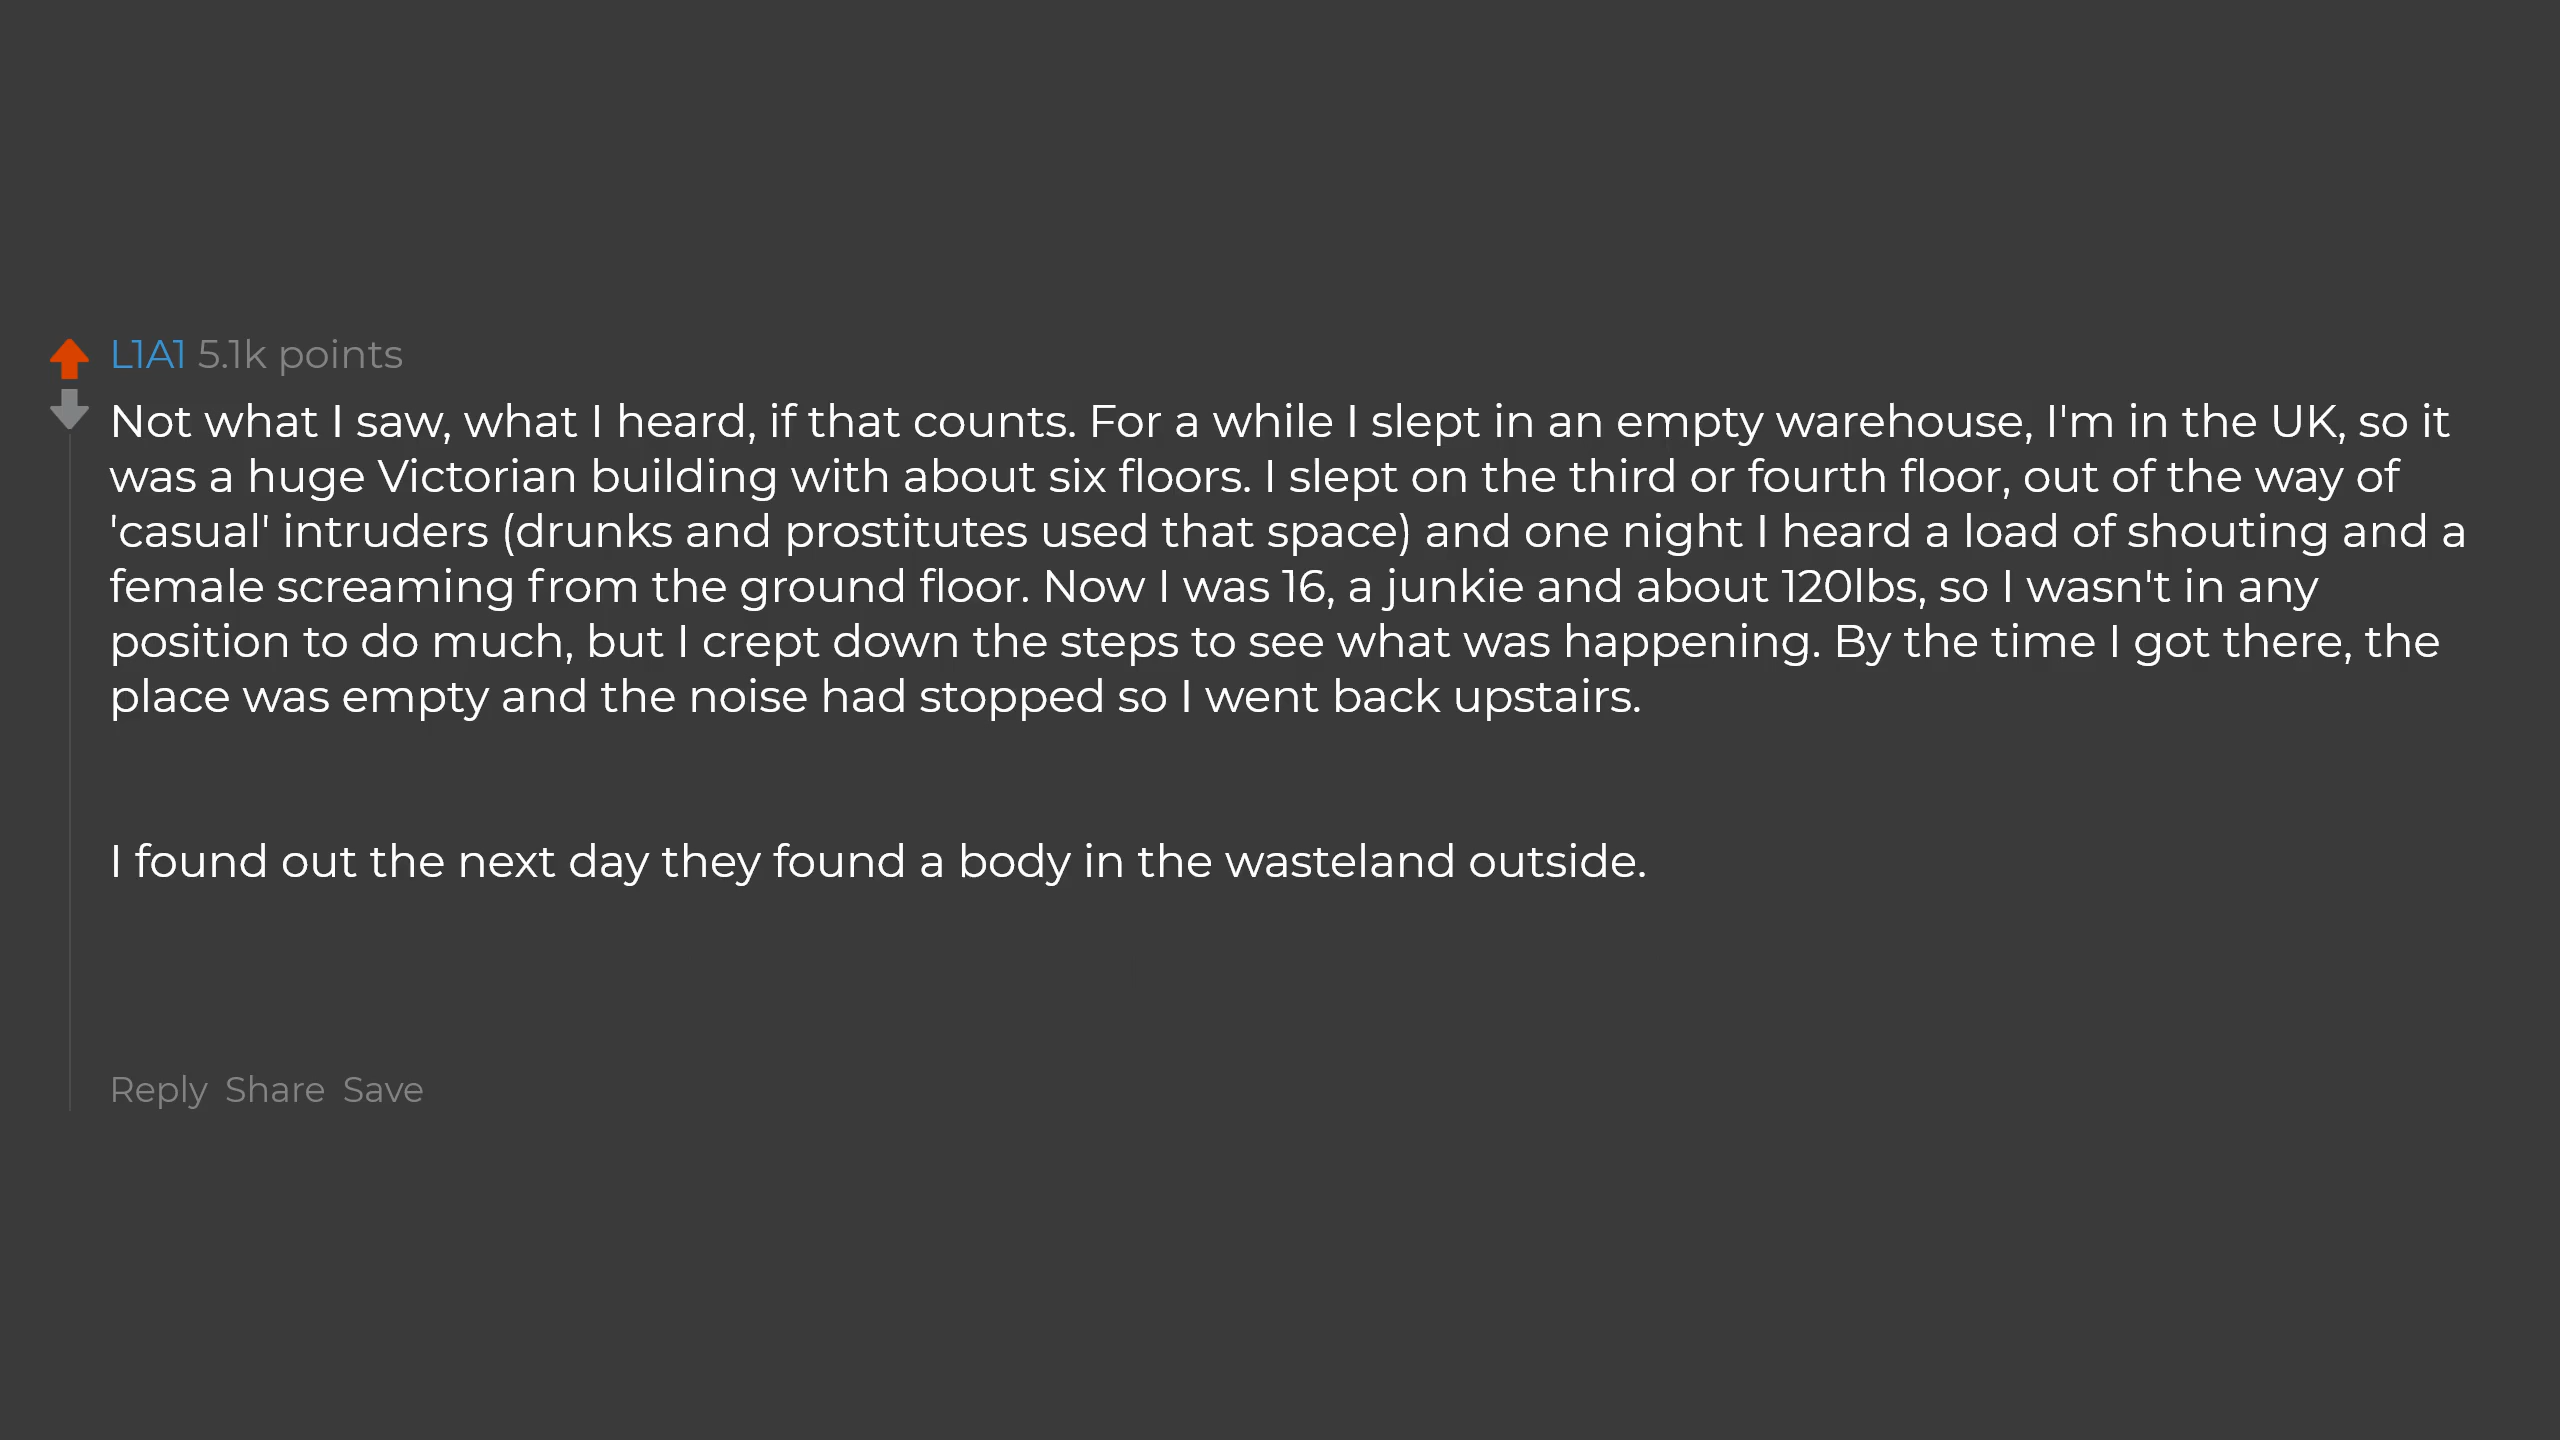 L1A1 5.1k points
Not what I saw, what I heard, if that counts. For a while I slept in an empty warehouse, I'm in the UK, so it
was a huge Victorian building with about six floors. I slept on the third or fourth floor, out of the way of
'casual' intruders (drunks and prostitutes used that space) and one night I heard a load of shouting and a
female screaming from the ground floor. Now I was 16, a junkie and about 120lbs, so I wasn't in any
position to do much, but I crept down the steps to see what was happening. By the time I got there, the
place was empty and the noise had stopped so I went back upstairs.
I found out the next day they found a body in the wasteland outside.
Reply Share Save